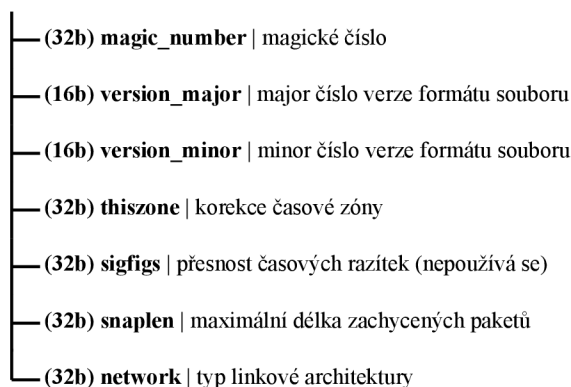 (32b) magic_number | magické číslo
(16b) version_major | major číslo verze formátu souboru
(16b) version_minor | minor číslo verze formátu souboru
(32b) thiszone | korekce časové zóny
(32b) sigfigs | přesnost časových razítek (nepoužívá se)
(32b) snaplen | maximální délka zachycených paketů
(32b) network | typ linkové architektury